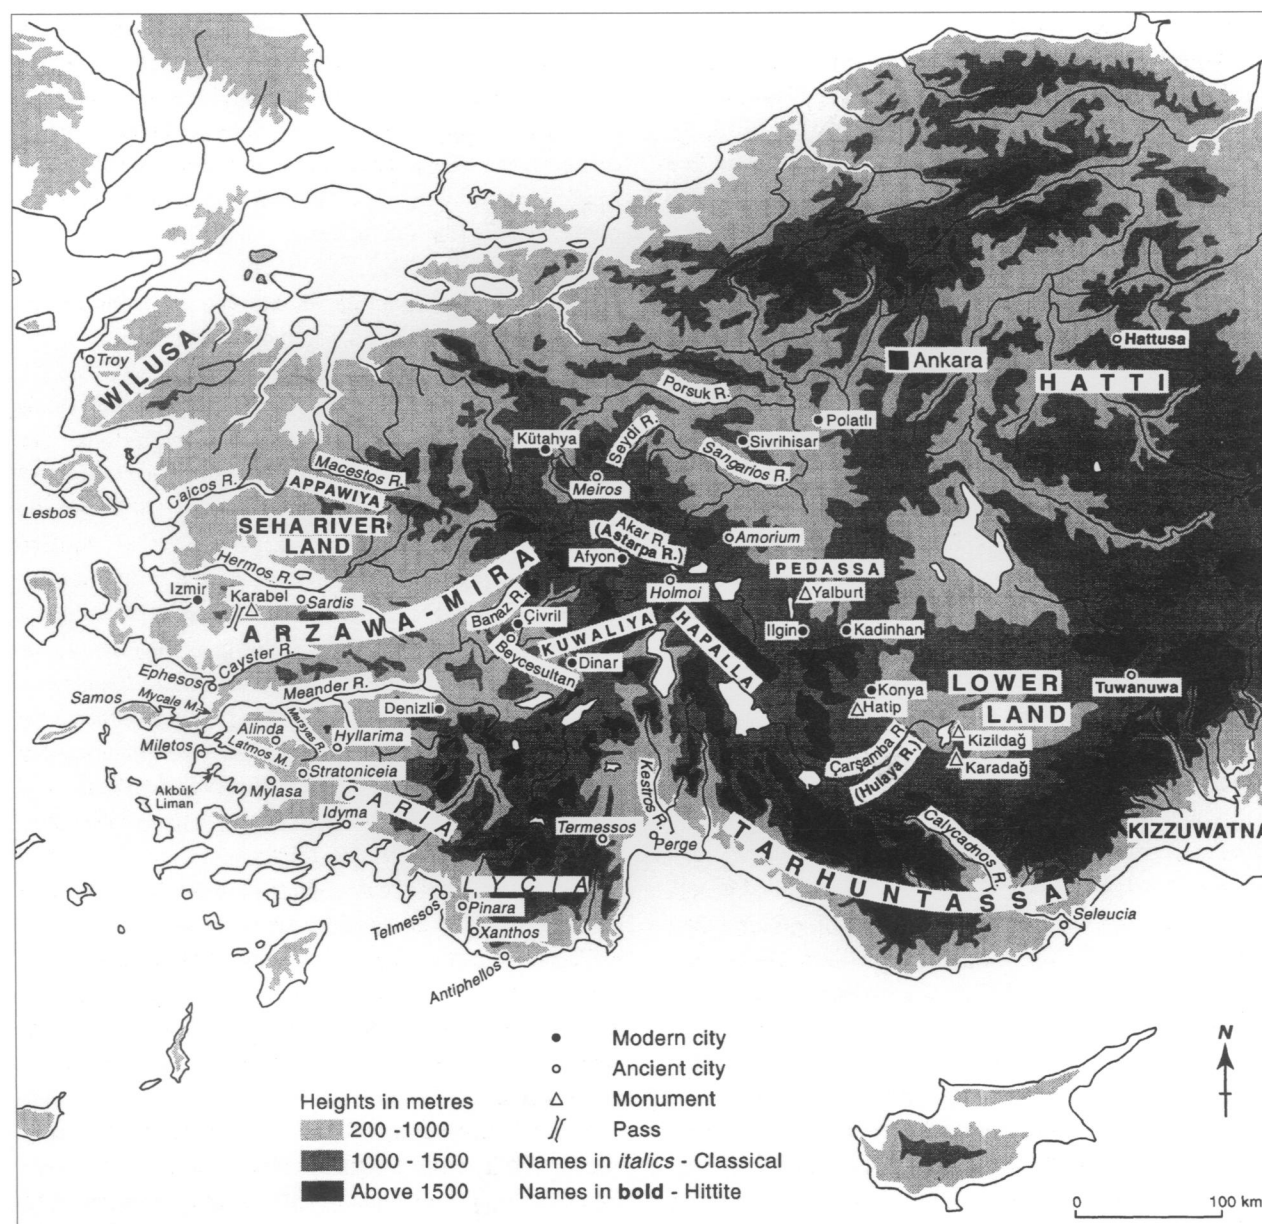 Hattusa
Ankara
HATTI
Troy
WILUSA
Porsuk R.
Polatlı
Kütahya
Seydi R.
Sivrihisar
Sangarios R.
Macestos R.
Caicos R.
APPAWIYA
Meiros
Lesbos
SEHA RIVER
LAND
Akar R.
(Astarpa R.)
Amorium
Afyon
Hermos R.
PEDASSA
Holmoi
Izmir
Karabel
Sardis
Yalburt
ARZAWA-MIRA
Banaz R.
Çivril
KUWALIYA
HAPALLA
Ilgin
Kadinhan
Cayster R.
Beycesultan
Dinar
Ephesos
Meander R.
LOWER
LAND
Tuwanuwa
Samos
Mycale M.
Denizli
Konya
Hatip
Alinda
Marsyas R.
Hyllarima
Kizildağ
Miletos
Latmos M.
Çarşamba R.
(Hulaya R.)
Karadağ
Stratoniceia
Akbük
Liman
Mylasa
Kestros R.
CARIA
Idyma
Termessos
Perge
TARHUNTASSA
Calycadnos R.
KIZZUWATNA
LYCIA
Telmessos
Pinara
Seleucia
Xanthos
Antiphellos
N
Modern city
Ancient city
Monument
Pass
Heights in metres
200 -1000
1000 - 1500
Above 1500
Names in italics - Classical
Names in bold - Hittite
0 100 km